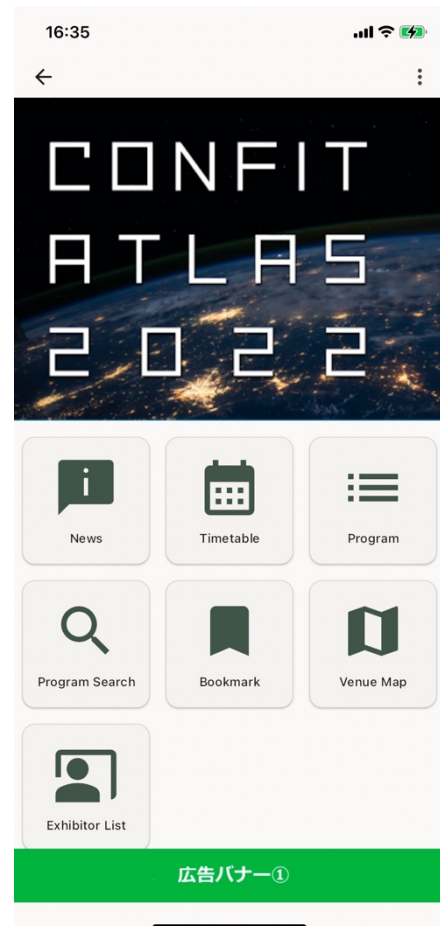 16:35
CONFIT
ATLAS
2022
News
Timetable
Program
Program Search
Bookmark
Venue Map
Exhibitor List
広告バナー①